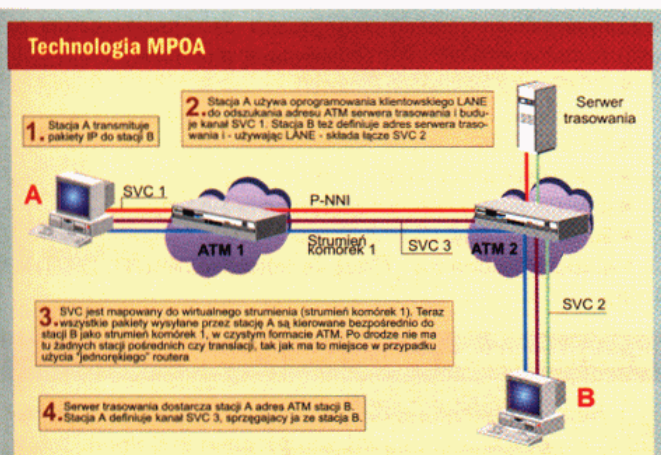 Technologia MPOA
1. Stacja A transmituje
pakiety IP do stacji B
2. Stacja A używa oprogramowania klientowskiego LANE
do odszukania adresu ATM serwera trasowania i budu-
je kanał SVC 1. Stacja B też definiuje adres serwera traso-
wania i - używając LANE - składa łącze SVC 2
Serwer
trasowania
A
SVC 1
P-NNI
ATM 1
Strumień
komórek 1
SVC 3
ATM 2
SVC 2
3. SVC jest mapowany do wirtualnego strumienia (strumień komórek 1). Teraz
wszystkie pakiety wysyłane przez stację A są kierowane bezpośrednio do
stacji B jako strumień komórek 1, w czystym formacie ATM. Po drodze nie ma
tu żadnych stacji pośrednich czy translacji, tak jak ma to miejsce w przypadku
użycia "jednorękiego" routera
B
4. Serwer trasowania dostarcza stacji A adres ATM stacji B.
Stacja A definiuje kanał SVC 3, sprzęgajacy ja ze stacja B.